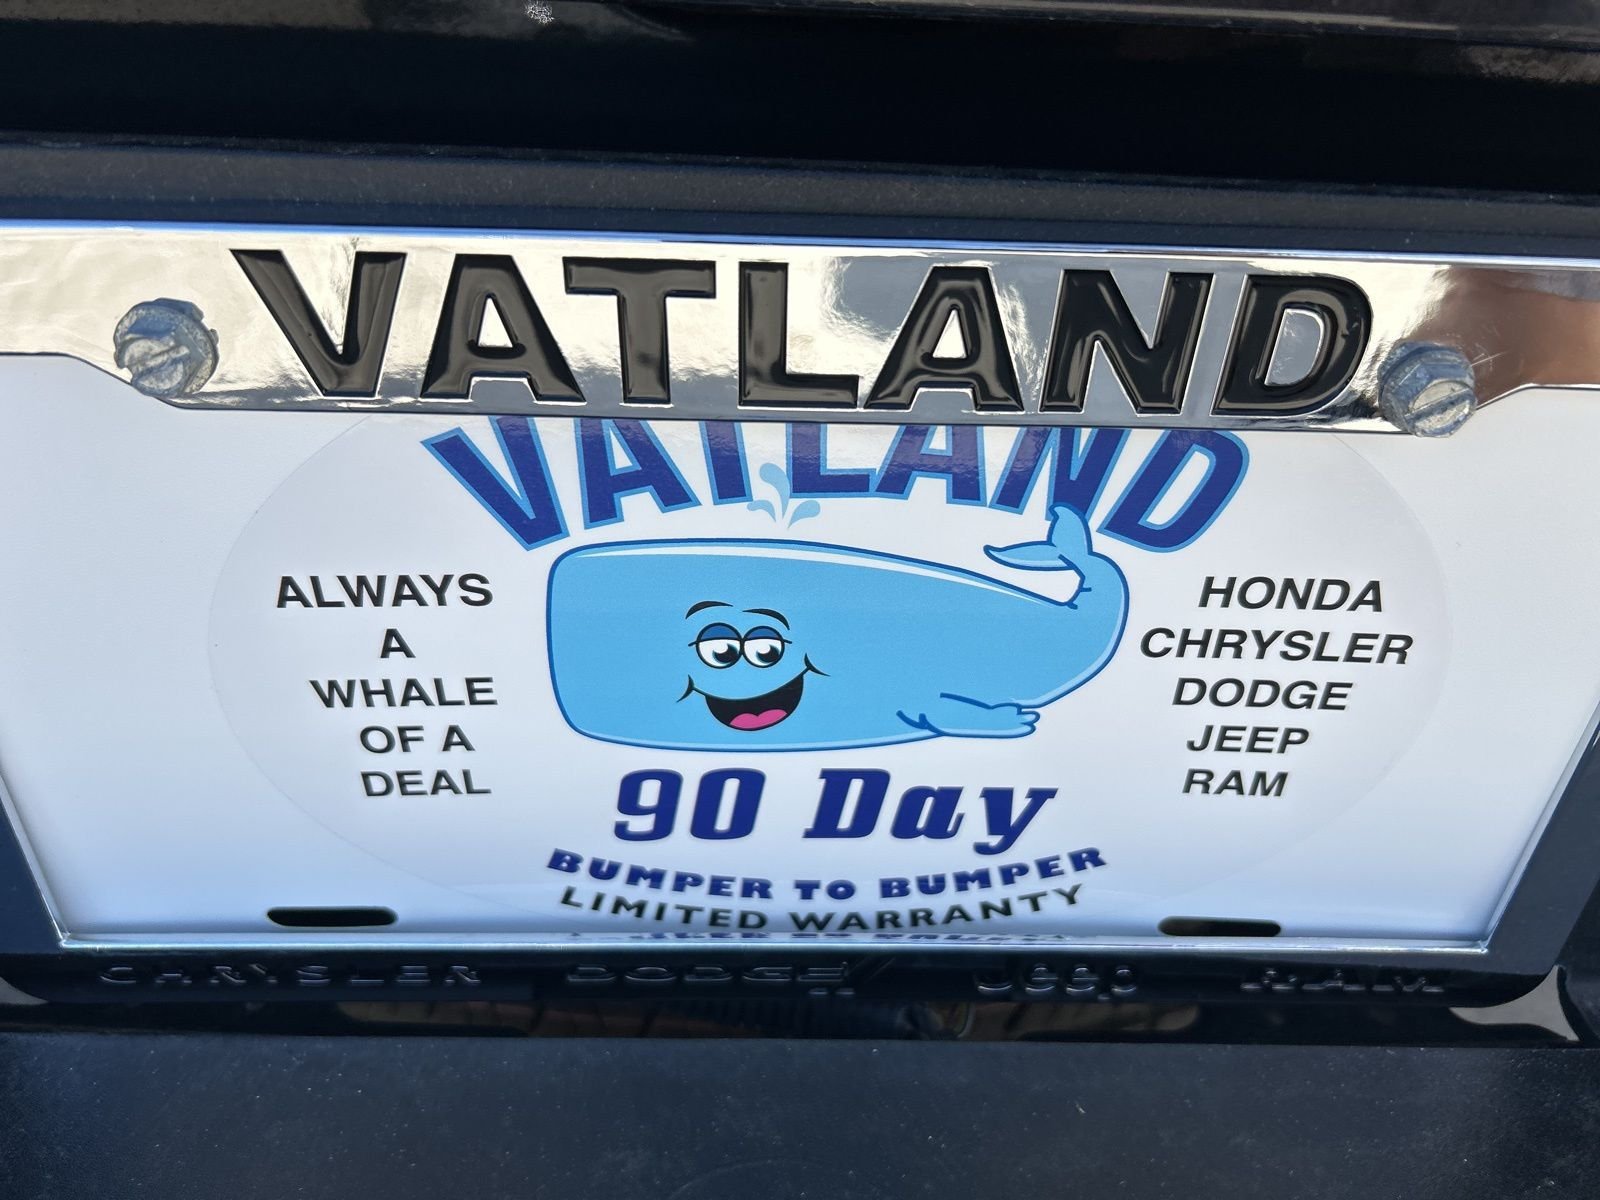 VATLAND
VATLAND
ALWAYS
A
WHALE
OF A
DEAL
HONDA
CHRYSLER
DODGE
JEEP
RAM
90 Day
BUMPER TO BUMPER
LIMITED WARRANTY
CHRYSLER DODGE Jeep RAM